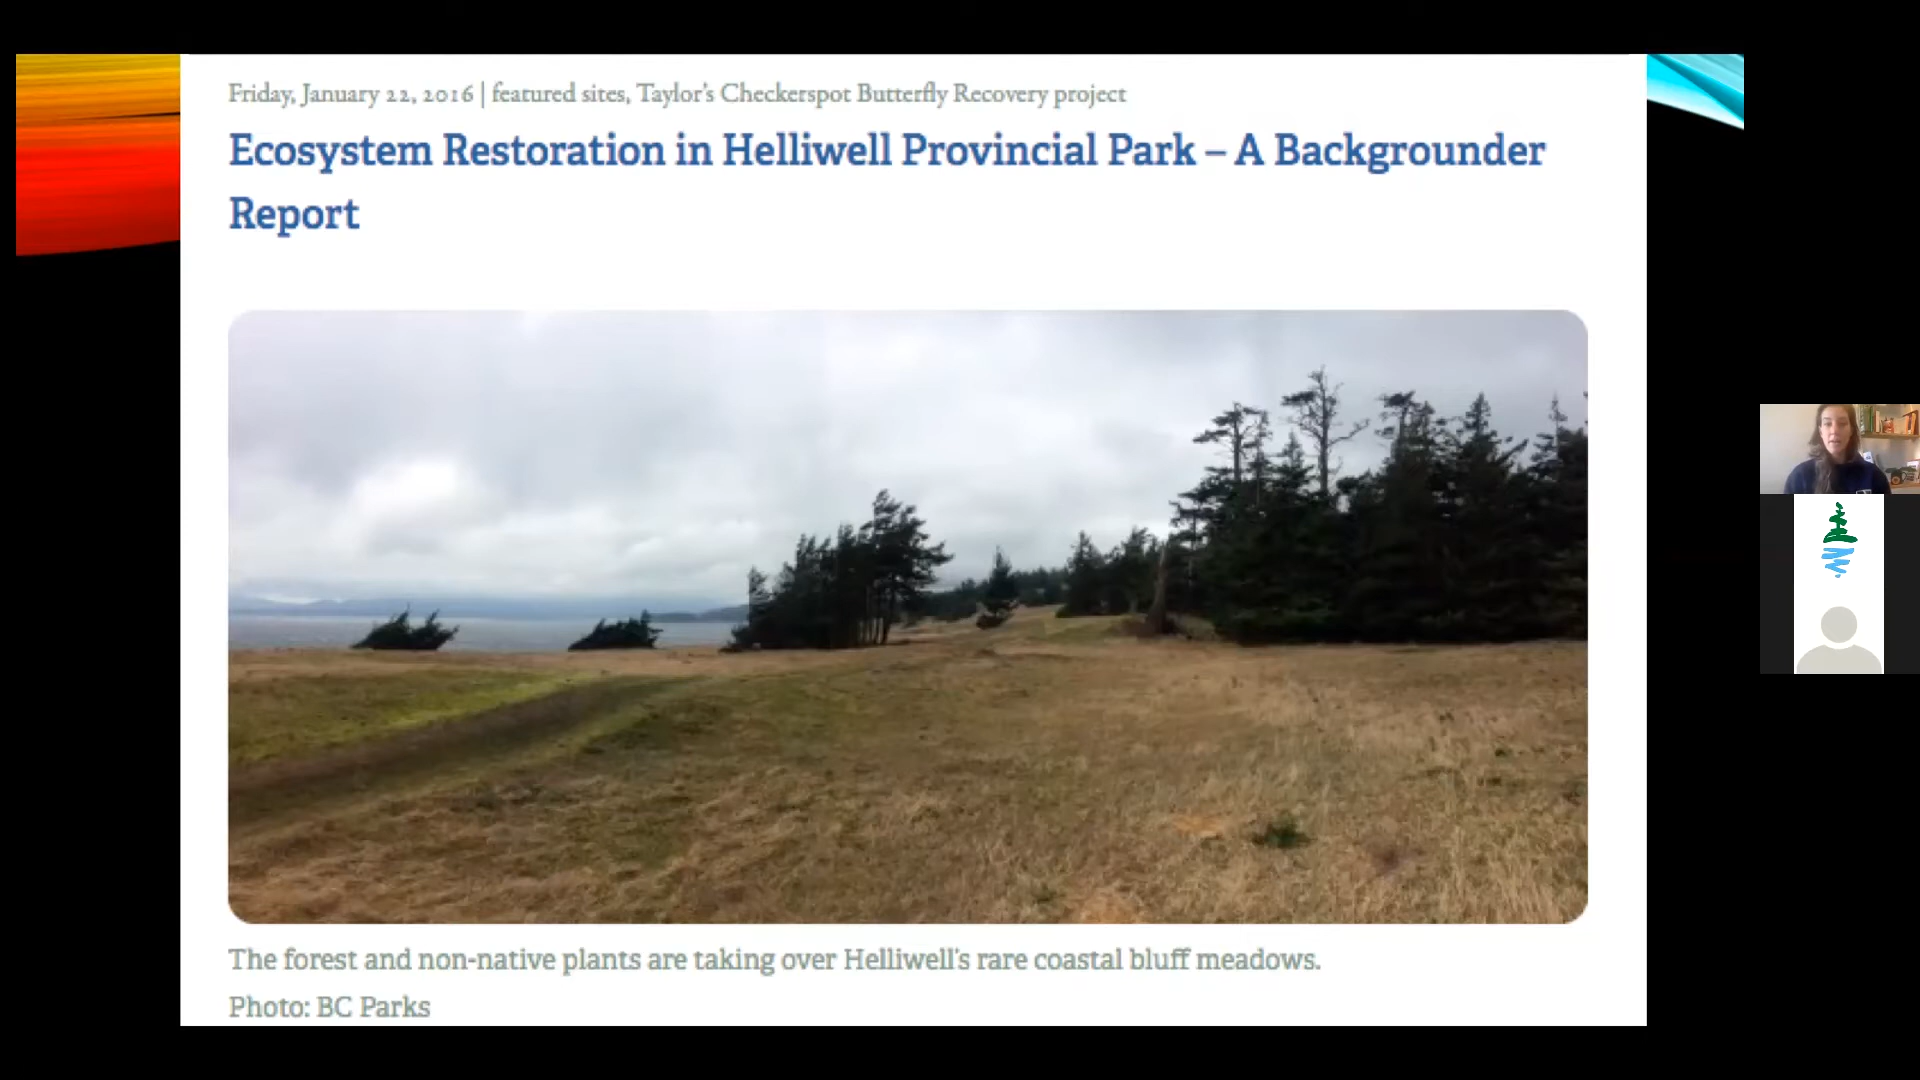 Friday, January 22, 2016 | featured sites, Taylor's Checkerspot Butterfly Recovery project
Ecosystem Restoration in Helliwell Provincial Park – A Backgrounder
Report
The forest and non-native plants are taking over Helliwell's rare coastal bluff meadows.
Photo: BC Parks